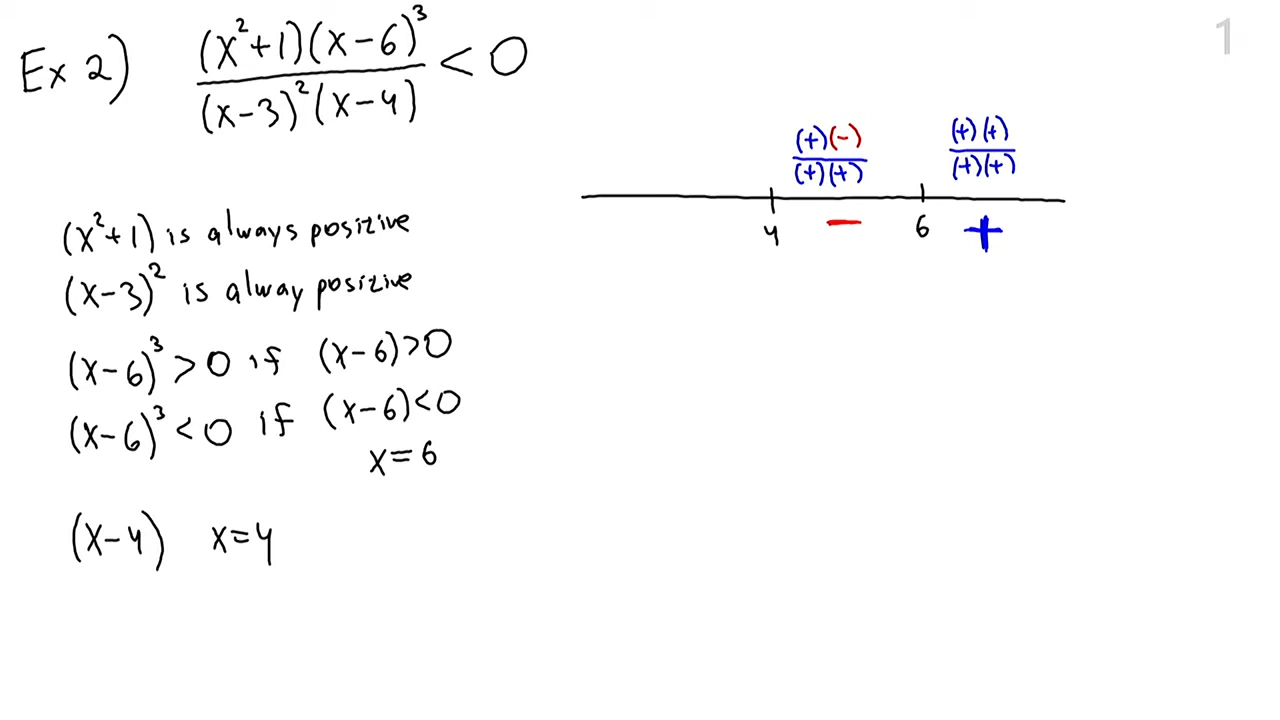 Ex 2) ((x²+1)(x-6)³)/((x-3)²(x-4)) < 0
1
(x²+1) is always positive
(x-3)² is alway positive
(x-6)³ > 0 if (x-6) > 0
(x-6)³ < 0 if (x-6) < 0
x = 6
(x-4) x = 4
((+)(-))/((+)(+)) ((+)(+))/((+)(+))
4 - 6 +